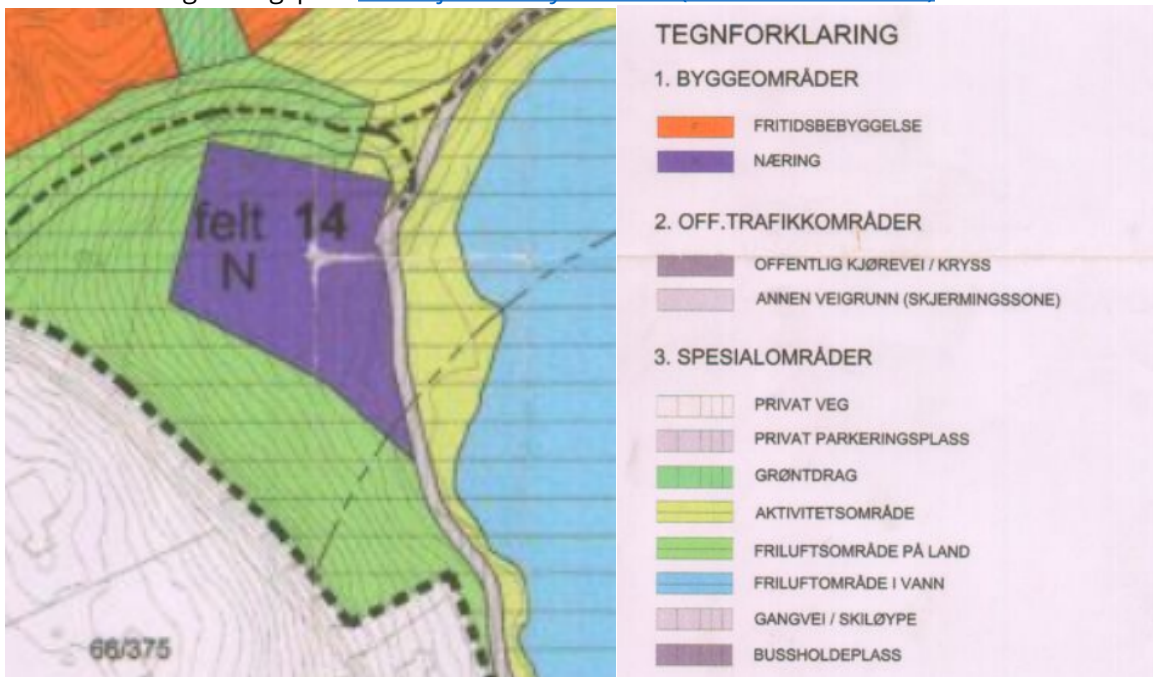 felt 14
N
66/375
TEGNFORKLARING
1. BYGGEOMRÅDER
FRITIDSBEBYGGELSE
NÆRING
2. OFF.TRAFIKKOMRÅDER
OFFENTLIG KJØREVEI / KRYSS
ANNEN VEIGRUNN (SKJERMINGSSONE)
3. SPESIALOMRÅDER
PRIVAT VEG
PRIVAT PARKERINGSPLASS
GRØNTDRAG
AKTIVITETSOMRÅDE
FRILUFTSOMRÅDE PÅ LAND
FRILUFTOMRÅDE I VANN
GANGVEI / SKILØYPE
BUSSHOLDEPLASS